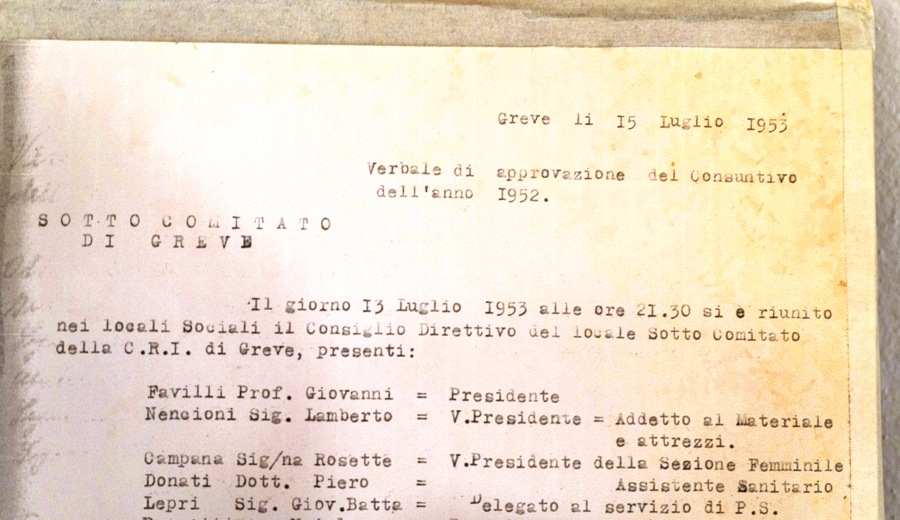 Greve li 15 Luglio 1953
Verbale di approvazione del Consuntivo
dell'anno 1952.
SOTTO COMITATO
DI GREVE
Il giorno I3 Luglio 1953 alle ore 21.30 si è riunito
nei locali Sociali il Consiglio Direttivo del locale Sotto Comitato
della C.R.I. di Greve, presenti:
Favilli Prof. Giovanni = Presidente
Nencioni Sig. Lamberto = V.Presidente = Addetto al Materiale
e attrezzi.
Campana Sig/na Rosette = V.Presidente della Sezione Femminile
Donati Dott. Piero = Assistente Sanitario
Lepri Sig. Giov.Batta = Delegato al servizio di P.S.